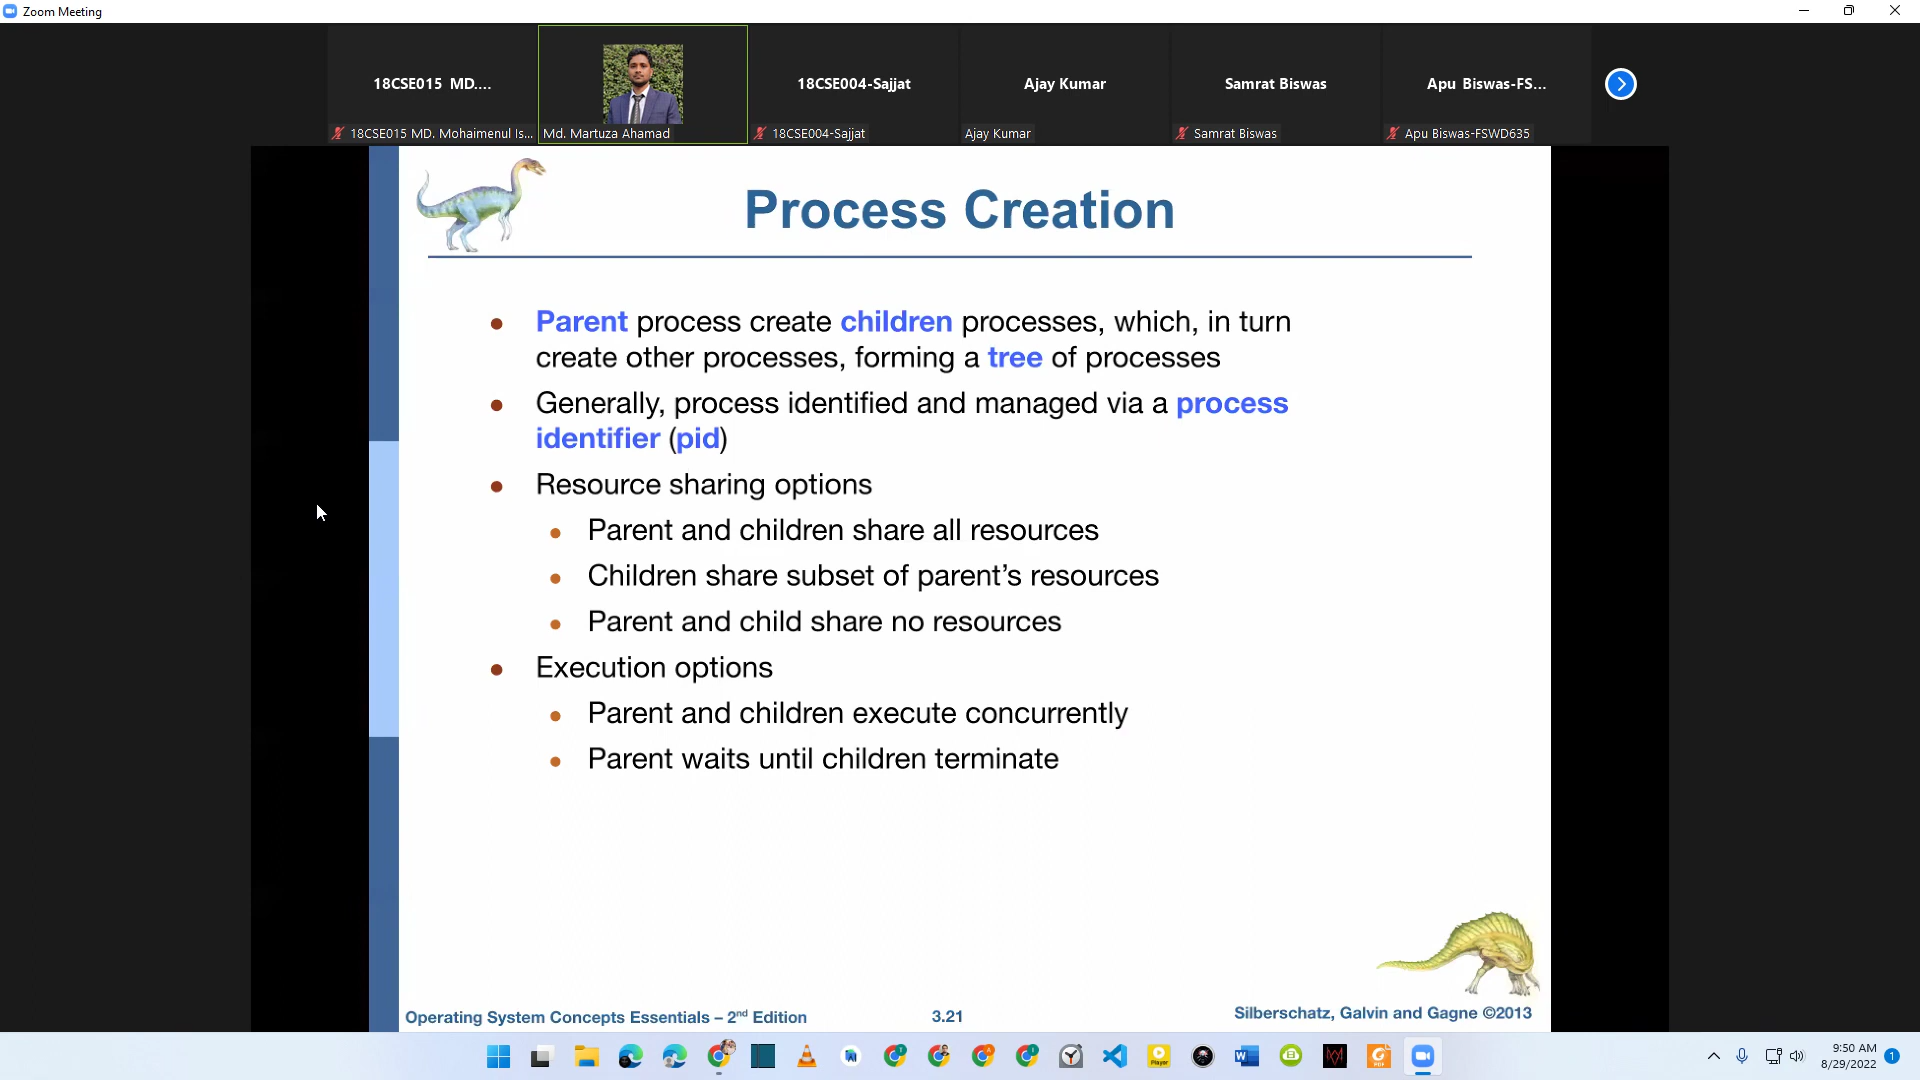 Zoom Meeting
18CSE015 MD....
18CSE004-Sajjat
Ajay Kumar
Samrat Biswas
Apu Biswas-FS...
18CSE015 MD. Mohaimenul Is...
Md. Martuza Ahamad
18CSE004-Sajjat
Ajay Kumar
Samrat Biswas
Apu Biswas-FSWD635
Process Creation
Parent process create children processes, which, in turn
create other processes, forming a tree of processes
Generally, process identified and managed via a process
identifier (pid)
Resource sharing options
Parent and children share all resources
Children share subset of parent’s resources
Parent and child share no resources
Execution options
Parent and children execute concurrently
Parent waits until children terminate
Operating System Concepts Essentials – 2nd Edition
3.21
Silberschatz, Galvin and Gagne ©2013
9:50 AM
8/29/2022
1